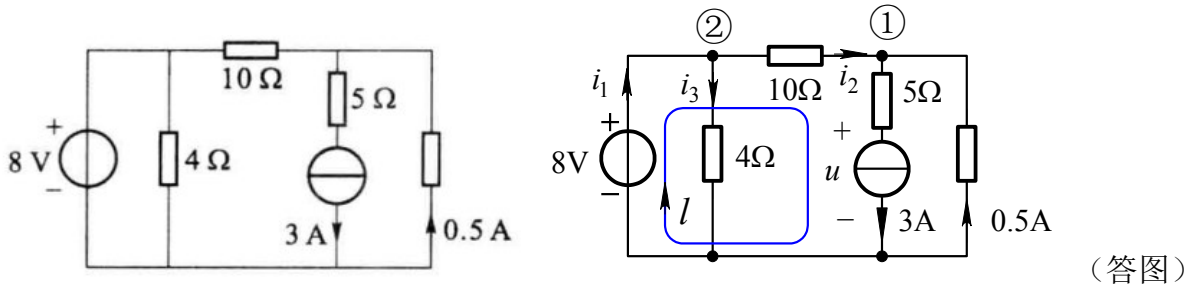 10 Ω
5 Ω
+
8 V
−
4 Ω
3 A
0.5 A
② ①
i₁ i₃ 10Ω i₂ 5Ω
+ +
8V 4Ω u
− l − 3A 0.5A
（答图）